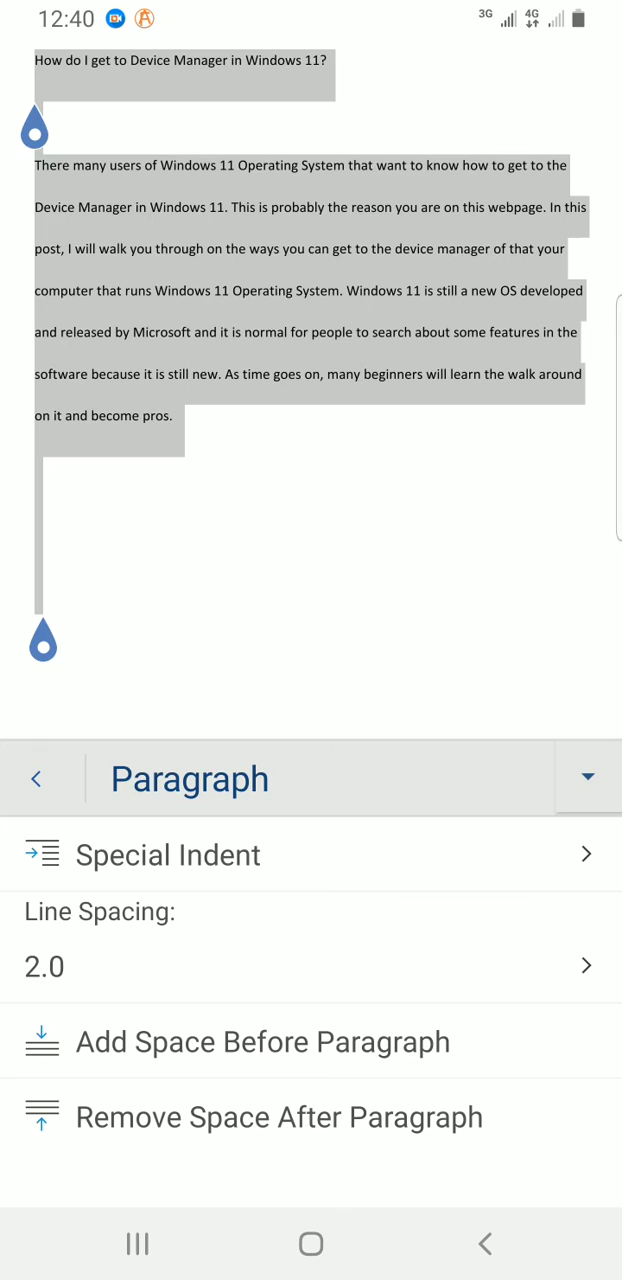 12:40
3G 4G
How do I get to Device Manager in Windows 11?
There many users of Windows 11 Operating System that want to know how to get to the
Device Manager in Windows 11. This is probably the reason you are on this webpage. In this
post, I will walk you through on the ways you can get to the device manager of that your
computer that runs Windows 11 Operating System. Windows 11 is still a new OS developed
and released by Microsoft and it is normal for people to search about some features in the
software because it is still new. As time goes on, many beginners will learn the walk around
on it and become pros.
Paragraph
Special Indent
Line Spacing:
2.0
Add Space Before Paragraph
Remove Space After Paragraph